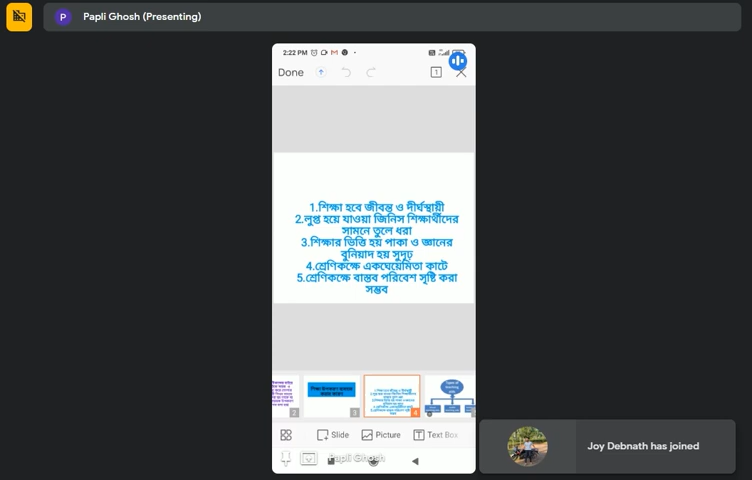 Papli Ghosh (Presenting)
P
2:22 PM
Done
1
1.শিক্ষা হবে জীবন্ত ও দীর্ঘস্থায়ী
2.লুপ্ত হয়ে যাওয়া জিনিস শিক্ষার্থীদের
সামনে তুলে ধরা
3.শিক্ষার ভিত্তি হয় পাকা ও জ্ঞানের
বুনিয়াদ হয় সুদৃঢ়
4.শ্রেণিকক্ষে একঘেয়েমিতা কাটে
5.শ্রেণিকক্ষে বাস্তব পরিবেশ সৃষ্টি করা
সম্ভব
2
3
4
Slide
Picture
Text Box
Papli Ghosh
Joy Debnath has joined